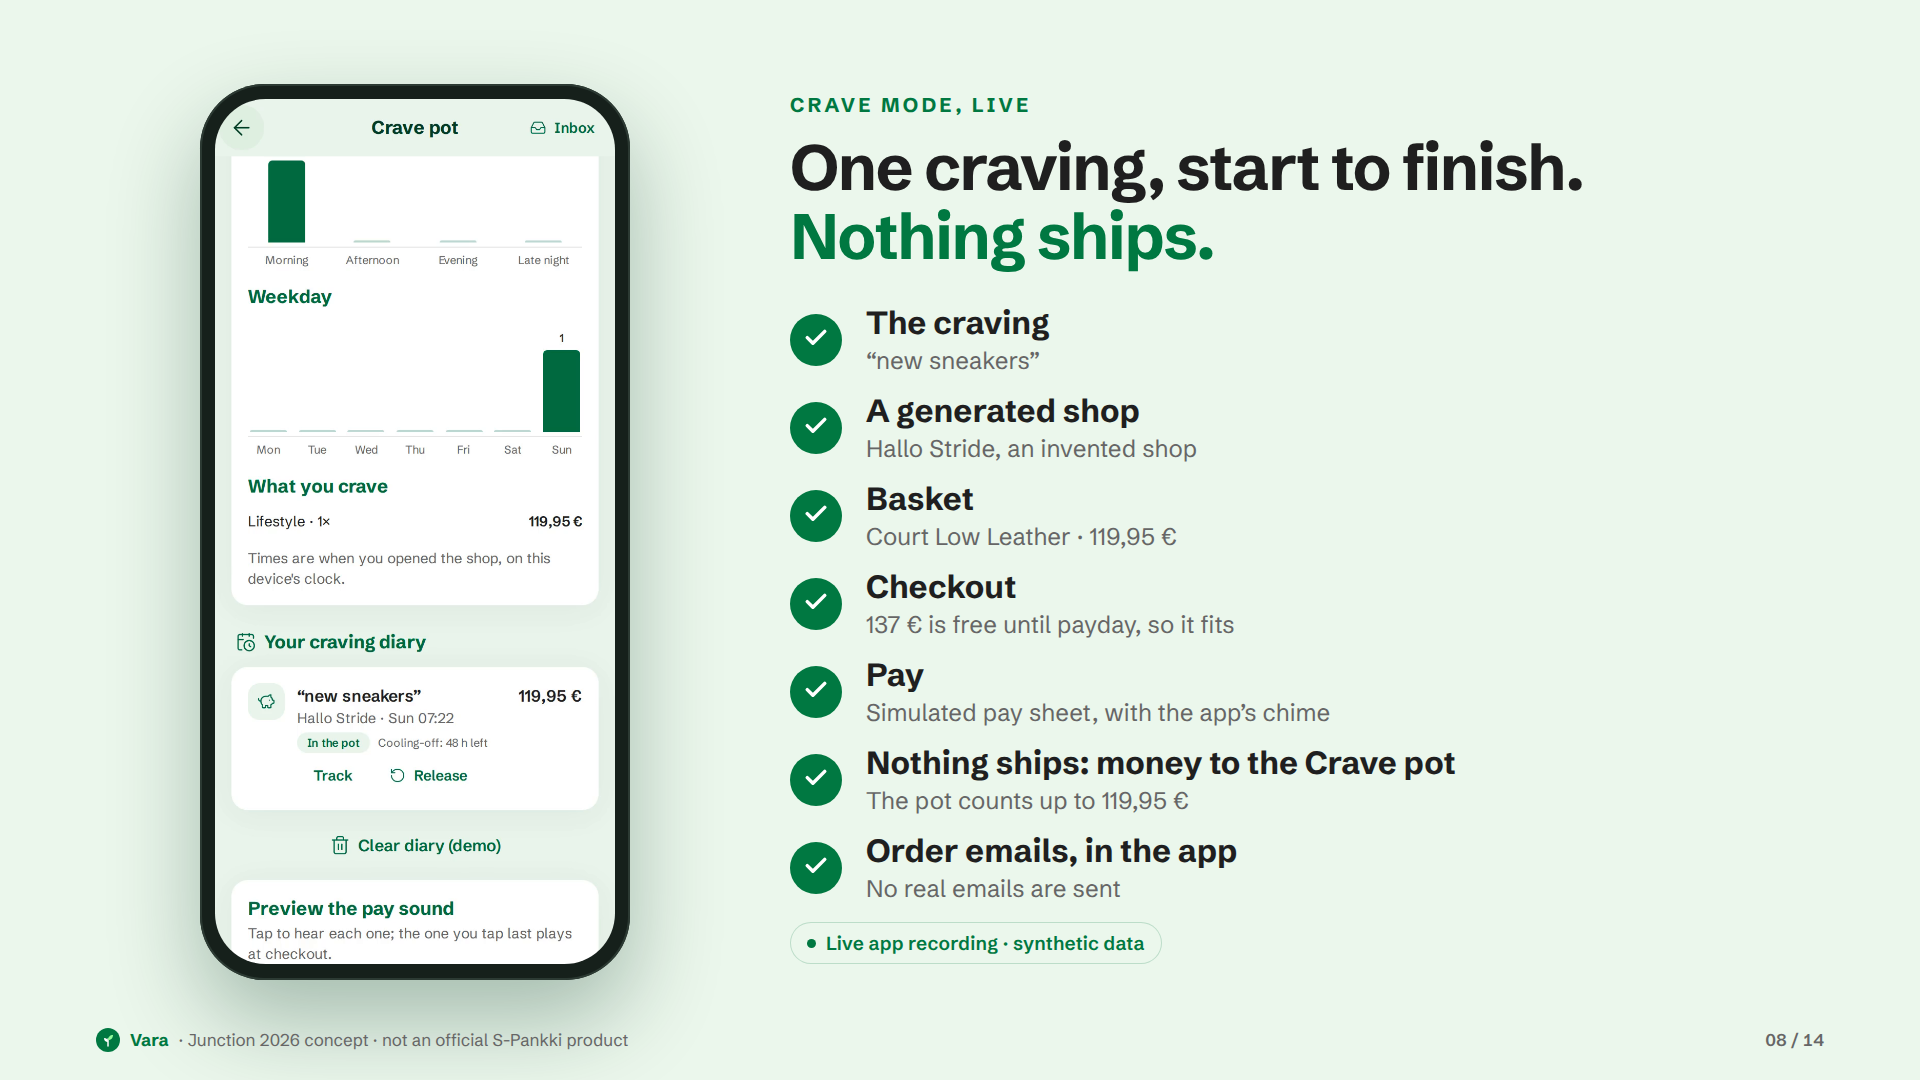 Crave pot
Inbox
Morning Afternoon Evening Late night
Weekday
1
Mon Tue Wed Thu Fri Sat Sun
What you crave
Lifestyle · 1× 119,95 €
Times are when you opened the shop, on this
device's clock.
Your craving diary
“new sneakers” 119,95 €
Hallo Stride · Sun 07:22
In the pot Cooling-off: 48 h left
Track Release
Clear diary (demo)
Preview the pay sound
Tap to hear each one; the one you tap last plays
at checkout.
CRAVE MODE, LIVE
One craving, start to finish.
Nothing ships.
The craving
“new sneakers”
A generated shop
Hallo Stride, an invented shop
Basket
Court Low Leather · 119,95 €
Checkout
137 € is free until payday, so it fits
Pay
Simulated pay sheet, with the app’s chime
Nothing ships: money to the Crave pot
The pot counts up to 119,95 €
Order emails, in the app
No real emails are sent
Live app recording · synthetic data
Vara · Junction 2026 concept · not an official S-Pankki product
08 / 14